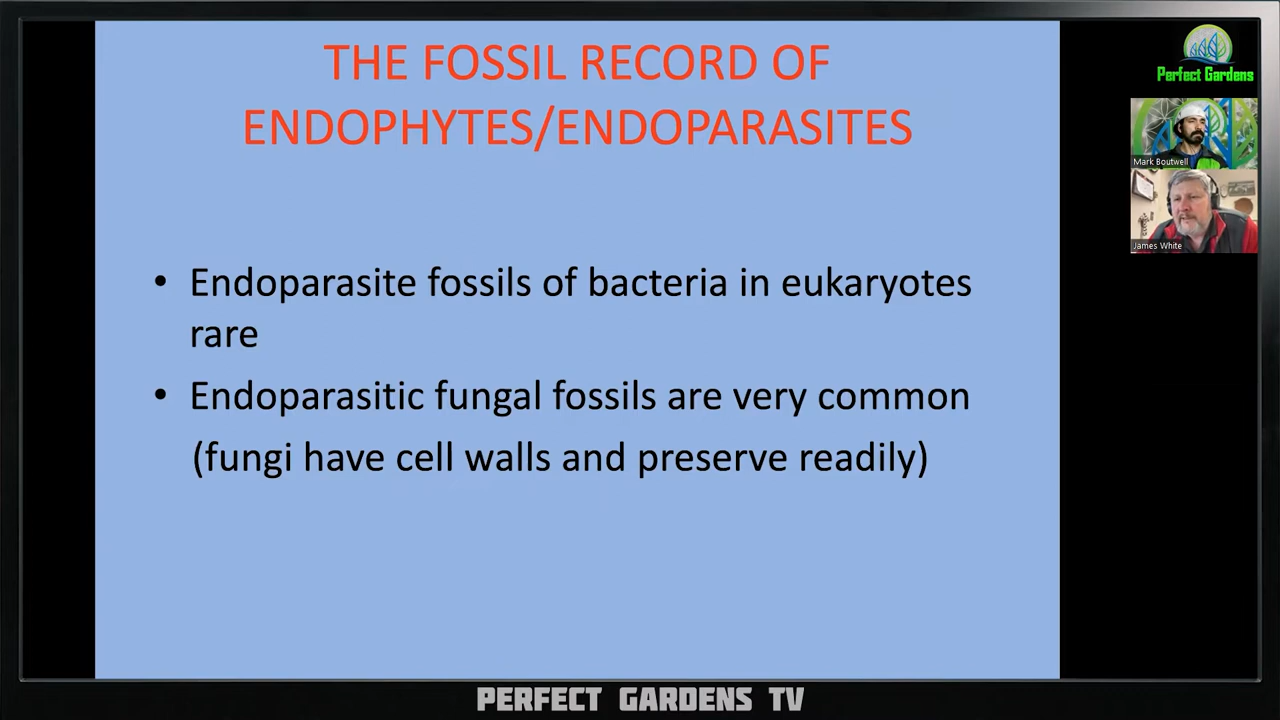 THE FOSSIL RECORD OF
ENDOPHYTES/ENDOPARASITES
• Endoparasite fossils of bacteria in eukaryotes
rare
• Endoparasitic fungal fossils are very common
(fungi have cell walls and preserve readily)
Perfect Gardens
Mark Boutwell
James White
PERFECT GARDENS TV